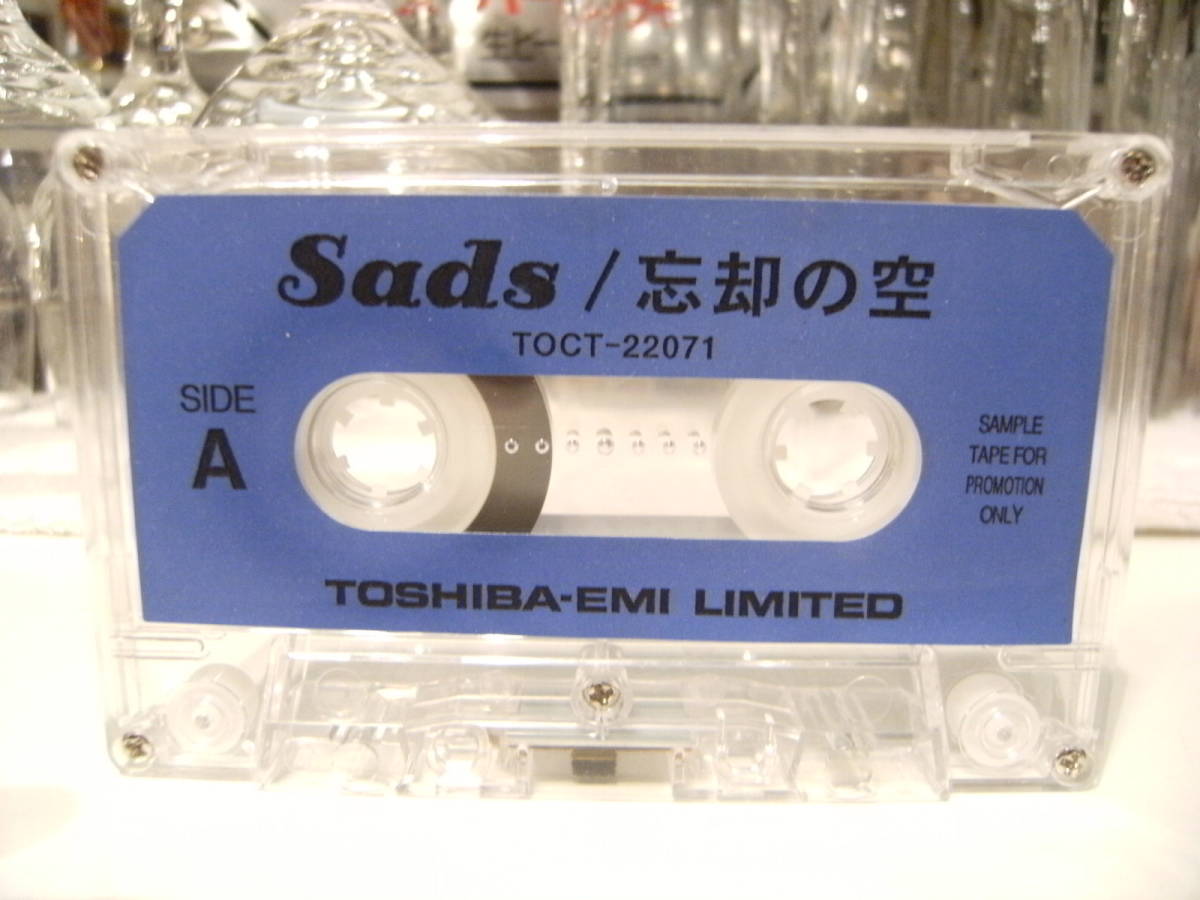 Sads/忘却の空
TOCT-22071
SIDE
A
SAMPLE
TAPE FOR
PROMOTION
ONLY
TOSHIBA-EMI LIMITED